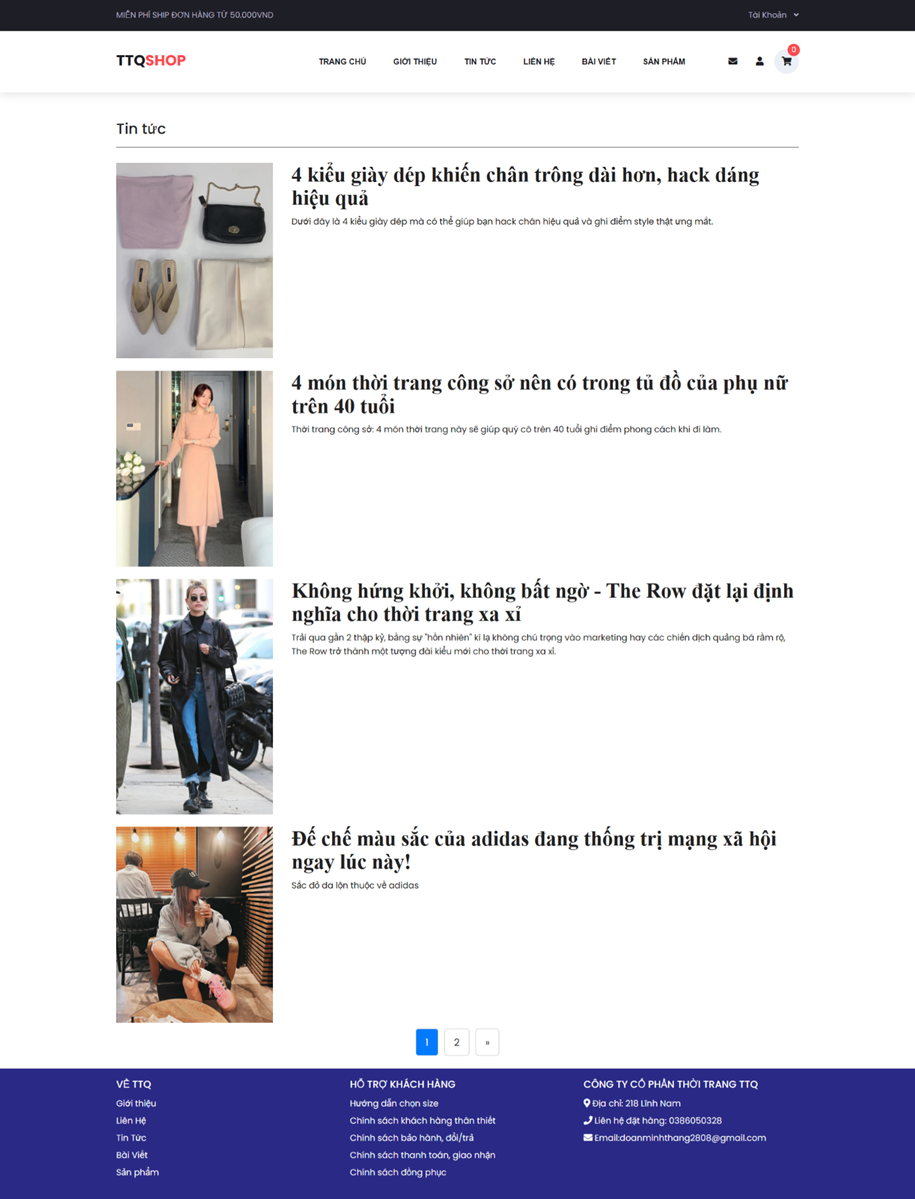 MIỄN PHÍ SHIP ĐƠN HÀNG TỪ 50.000VND
Tài Khoản
TTQSHOP
TRANG CHỦ
GIỚI THIỆU
TIN TỨC
LIÊN HỆ
BÀI VIẾT
SẢN PHẨM
0
Tin tức
4 kiểu giày dép khiến chân trông dài hơn, hack dáng
hiệu quả
Dưới đây là 4 kiểu giày dép mà có thể giúp bạn hack chân hiệu quả và ghi điểm style thật ưng mắt.
4 món thời trang công sở nên có trong tủ đồ của phụ nữ
trên 40 tuổi
Thời trang công sở: 4 món thời trang này sẽ giúp quý cô trên 40 tuổi ghi điểm phong cách khi đi làm.
Không hứng khởi, không bất ngờ - The Row đặt lại định
nghĩa cho thời trang xa xỉ
Trải qua gần 2 thập kỷ, bằng sự "hồn nhiên" kì lạ không chú trọng vào marketing hay các chiến dịch quảng bá rầm rộ,
The Row trở thành một tượng đài kiểu mới cho thời trang xa xỉ.
Đế chế màu sắc của adidas đang thống trị mạng xã hội
ngay lúc này!
Sắc đỏ da lộn thuộc về adidas
1
2
»
VỀ TTQ
Giới thiệu
Liên Hệ
Tin Tức
Bài Viết
Sản phẩm
HỖ TRỢ KHÁCH HÀNG
Hướng dẫn chọn size
Chính sách khách hàng thân thiết
Chính sách bảo hành, đổi/trả
Chính sách thanh toán, giao nhận
Chính sách đồng phục
CÔNG TY CỔ PHẦN THỜI TRANG TTQ
Địa chỉ: 218 Lĩnh Nam
Liên hệ đặt hàng: 0386050328
Email:doanminhthang2808@gmail.com